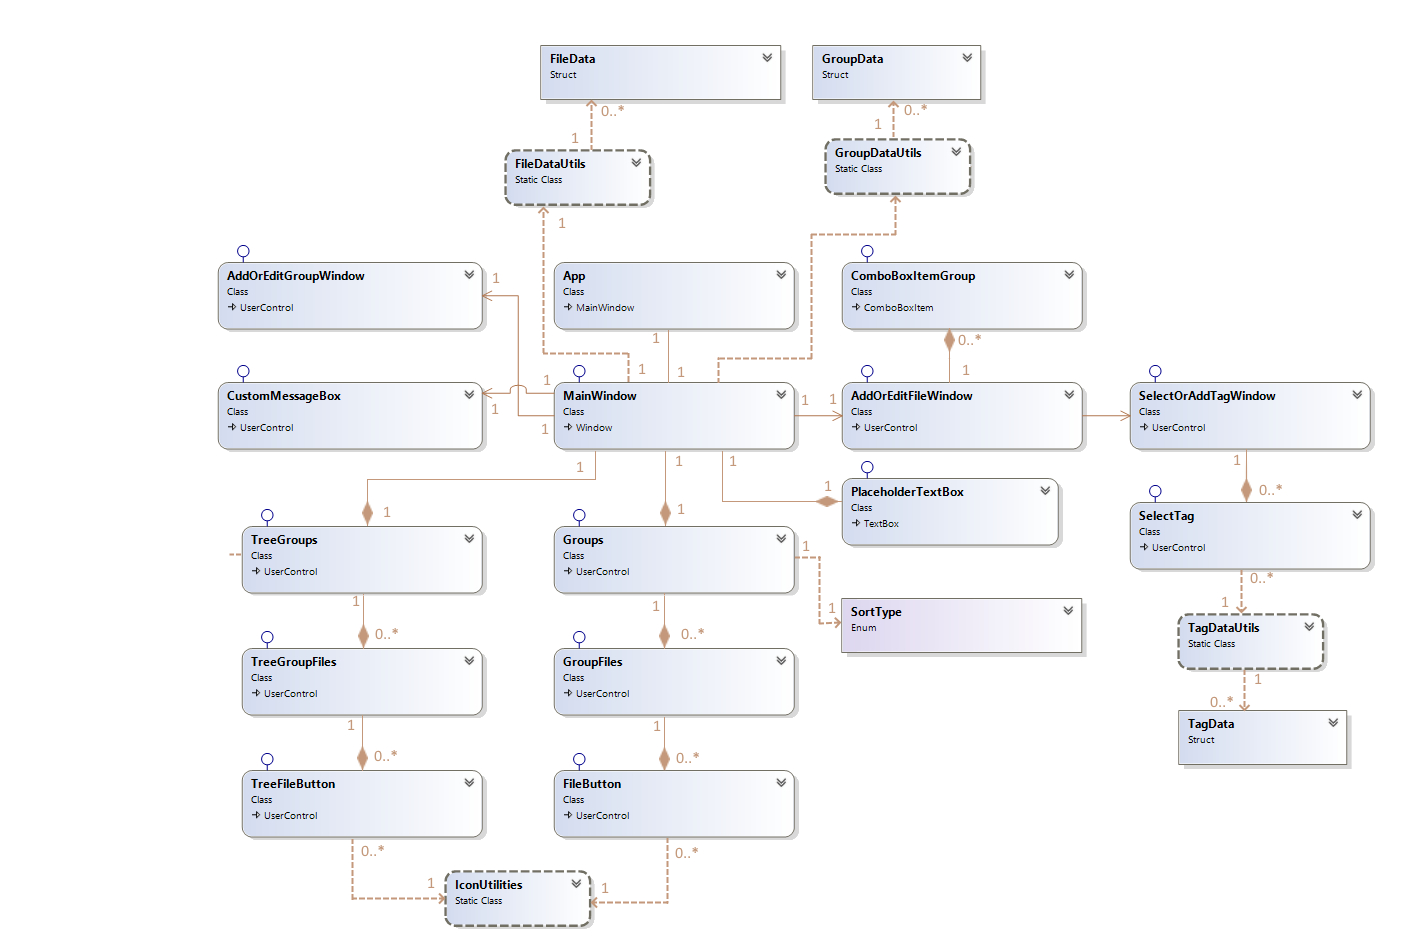 FileData
Struct
GroupData
Struct
0..*
1
0..*
1
FileDataUtils
Static Class
GroupDataUtils
Static Class
1
AddOrEditGroupWindow
Class
UserControl
1
App
Class
MainWindow
ComboBoxItemGroup
Class
ComboBoxItem
1
0..*
1
1
1
1
CustomMessageBox
Class
UserControl
1
1
MainWindow
Class
Window
1
1
AddOrEditFileWindow
Class
UserControl
SelectOrAddTagWindow
Class
UserControl
1
1
1
1
0..*
PlaceholderTextBox
Class
TextBox
1
1
1
SelectTag
Class
UserControl
TreeGroups
Class
UserControl
Groups
Class
UserControl
1
1
SortType
Enum
0..*
1
TagDataUtils
Static Class
1
0..*
1
0..*
TreeGroupFiles
Class
UserControl
GroupFiles
Class
UserControl
1
0..*
TagData
Struct
1
0..*
1
0..*
TreeFileButton
Class
UserControl
FileButton
Class
UserControl
0..*
0..*
1
IconUtilities
Static Class
1